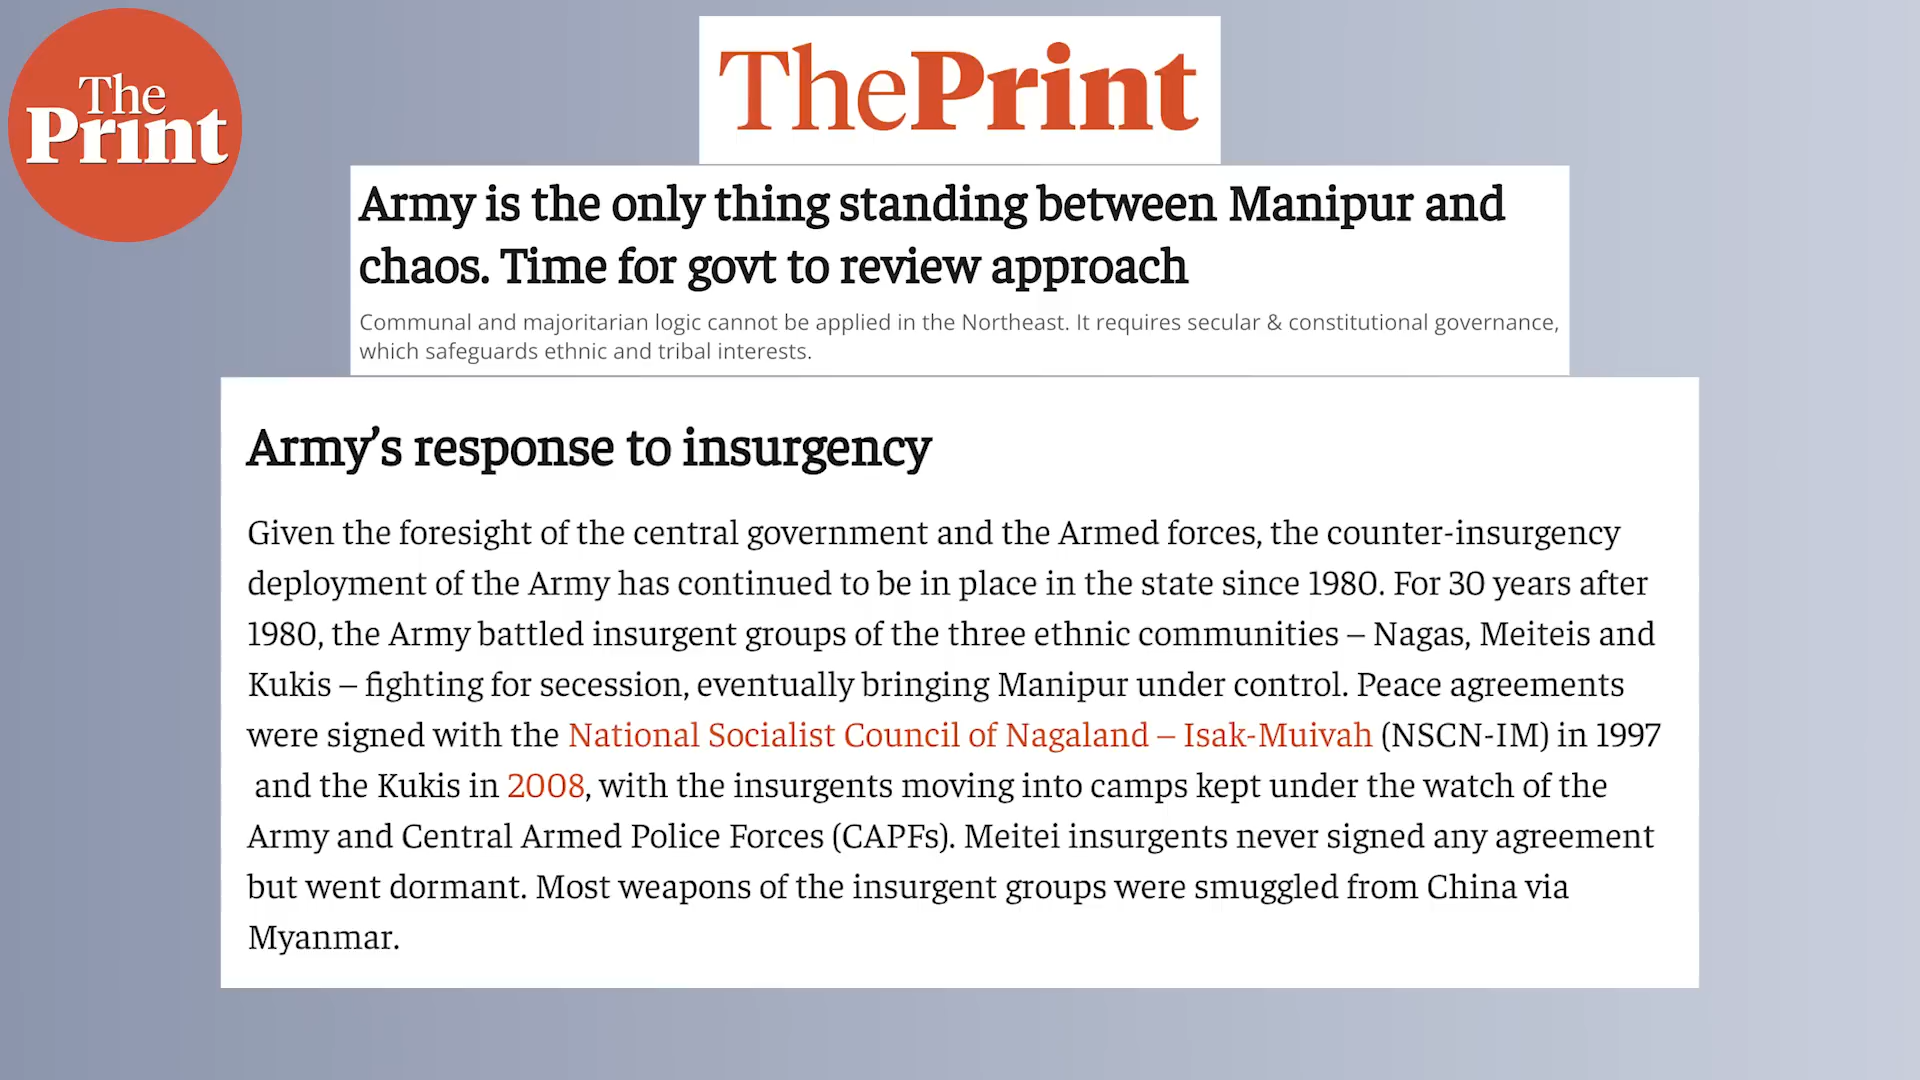 The
Print
ThePrint
Army is the only thing standing between Manipur and
chaos. Time for govt to review approach
Communal and majoritarian logic cannot be applied in the Northeast. It requires secular & constitutional governance,
which safeguards ethnic and tribal interests.
Army’s response to insurgency
Given the foresight of the central government and the Armed forces, the counter-insurgency
deployment of the Army has continued to be in place in the state since 1980. For 30 years after
1980, the Army battled insurgent groups of the three ethnic communities – Nagas, Meiteis and
Kukis – fighting for secession, eventually bringing Manipur under control. Peace agreements
were signed with the National Socialist Council of Nagaland – Isak-Muivah (NSCN-IM) in 1997
and the Kukis in 2008, with the insurgents moving into camps kept under the watch of the
Army and Central Armed Police Forces (CAPFs). Meitei insurgents never signed any agreement
but went dormant. Most weapons of the insurgent groups were smuggled from China via
Myanmar.